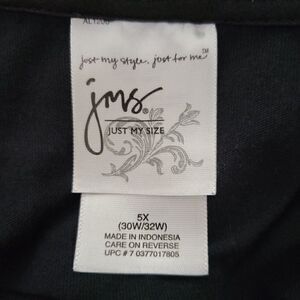 AL1200
just my style. just for me™
jms®
JUST MY SIZE
5X
(30W/32W)
MADE IN INDONESIA
CARE ON REVERSE
UPC # 7 0377017805